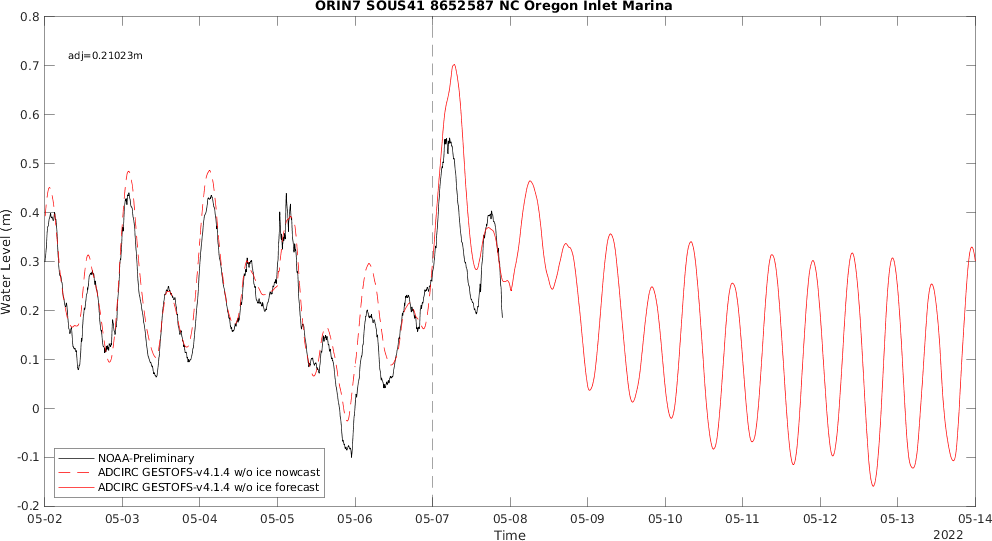 ORIN7 SOUS41 8652587 NC Oregon Inlet Marina
adj=0.21023m
Water Level (m)
0.8
0.7
0.6
0.5
0.4
0.3
0.2
0.1
0
-0.1
-0.2
NOAA-Preliminary
ADCIRC GESTOFS-v4.1.4 w/o ice nowcast
ADCIRC GESTOFS-v4.1.4 w/o ice forecast
05-02 05-03 05-04 05-05 05-06 05-07 05-08 05-09 05-10 05-11 05-12 05-13 05-14
Time
2022